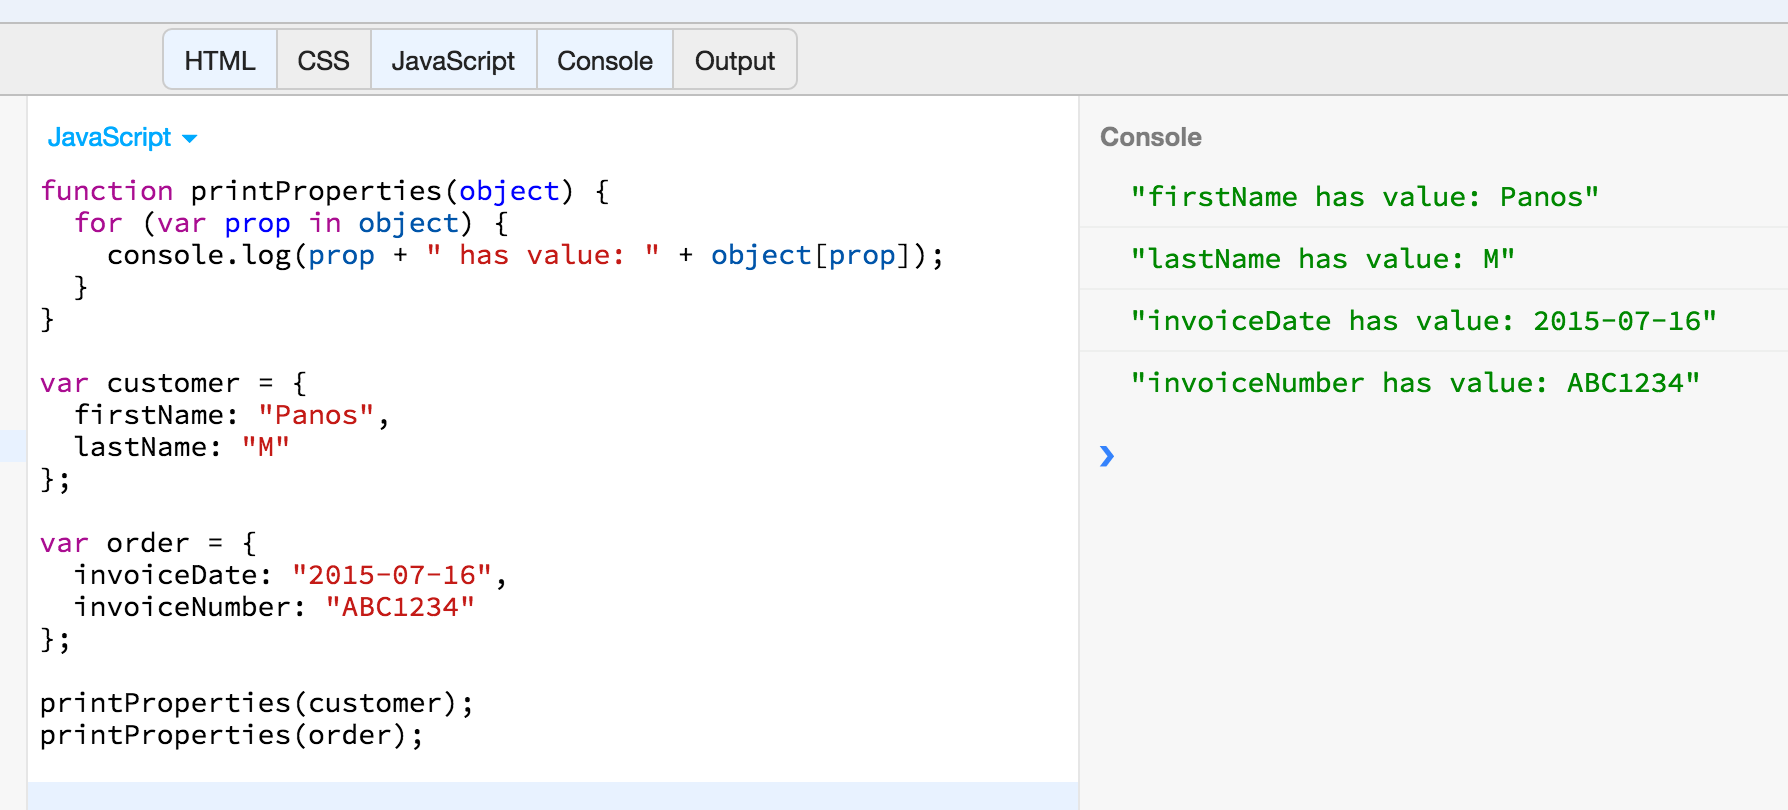 HTML CSS JavaScript Console Output
JavaScript
function printProperties(object) {
  for (var prop in object) {
    console.log(prop + " has value: " + object[prop]);
  }
}

var customer = {
  firstName: "Panos",
  lastName: "M"
};

var order = {
  invoiceDate: "2015-07-16",
  invoiceNumber: "ABC1234"
};

printProperties(customer);
printProperties(order);
Console
"firstName has value: Panos"
"lastName has value: M"
"invoiceDate has value: 2015-07-16"
"invoiceNumber has value: ABC1234"